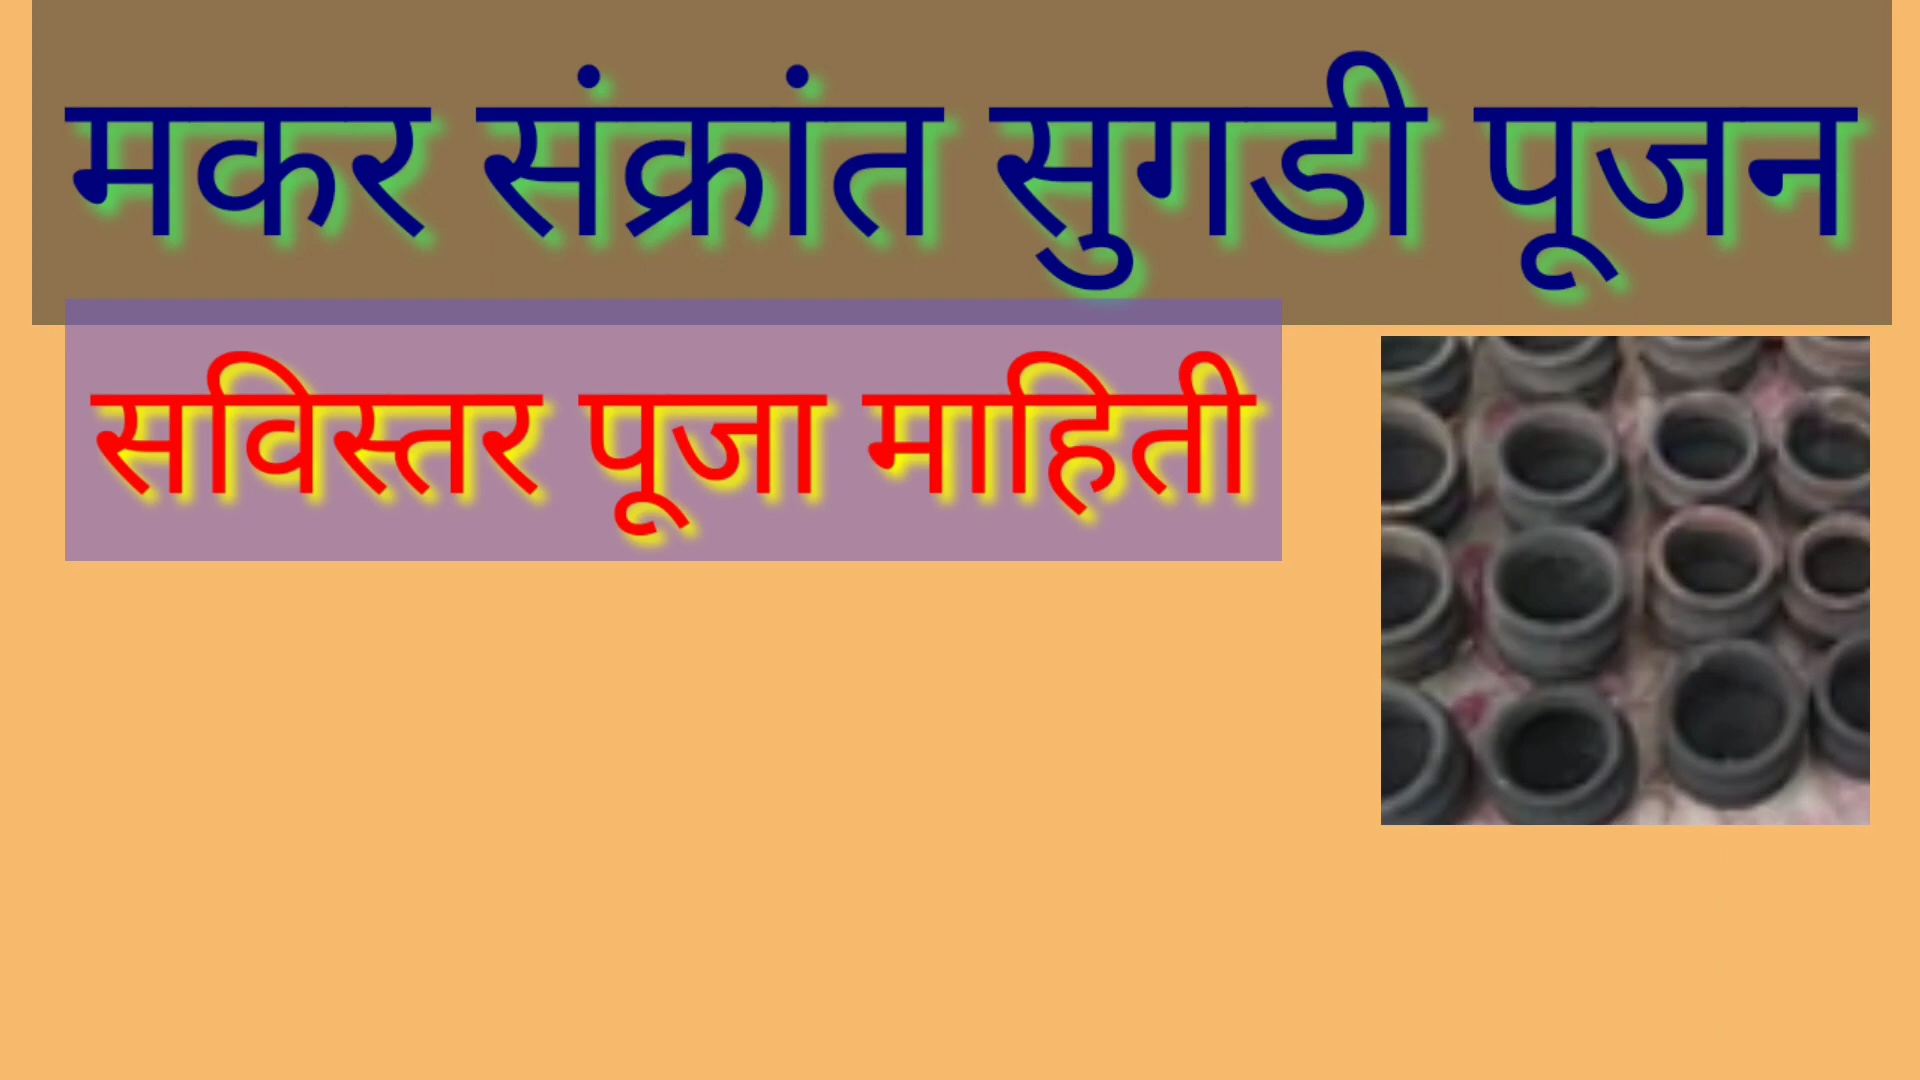 मकर संक्रांत सुगडी पूजन
सविस्तर पूजा माहिती